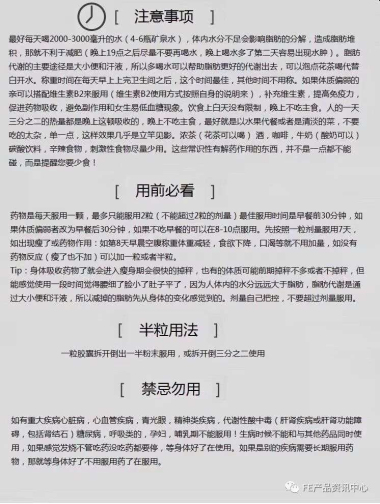 [ 注意事项 ]
最好每天喝2000-3000毫升的水（4-6瓶矿泉水），体内水分不足会影响脂肪的分解，造成脂肪堆
积，那就不利于减肥（晚上19点之后尽量不要再喝水，晚上喝水多了第二天容易出现水肿）。脂肪
代谢的主要途径是大小便和汗液，所以多喝水可以帮助脂肪更好的代谢出去，可以泡点花茶喝代替
白开水。称重时间在每天早上上完卫生间之后，这个时间最佳，其他时间不用称。如果体质偏弱的
亲可以搭配维生素B2来服用（维生素B2使用方式按照自身的说明来），补充维生素，提高免疫力，
促进药物吸收，避免副作用和女生易低血糖现象。饮食上白天没有限制，晚上不吃主食。人的一天
三分之二的热量都是晚上这顿吸收的，晚上不吃主食，最好就是以水果代餐或者是清淡的菜，不要
吃的太杂，单一点，这样效果几乎是立竿见影。浓茶（花茶可以喝） 酒，咖啡，牛奶（酸奶可以）
碳酸饮料，辛辣食物，刺激性食物尽量少用。这些常识性有解药作用的东西，并不是一点都不能
碰，而是提醒您要少食！
[ 用前必看 ]
药物是每天服用一颗，最多只能服用2粒（不能超过2粒的剂量）最佳服用时间是早餐前30分钟，如
果体质偏弱者改为早餐后30分钟，如果不吃早餐的可以在8-10点服用。先按照一粒剂量服用7天，
如出现瘦了或药物作用：如第8天早晨空腹称重体重减轻，食欲下降，口渴等就不用加量，如没有
药物反应（瘦了也不加）可以加一粒或者半粒。
Tip：身体吸收药物了就会进入瘦身期会很快的掉秤，也有的体质可能前期掉秤不多或者不掉秤，但
能感觉使用一段时间觉得腰细了脸小了肚子平了，因为人体内的水分远远大于脂肪，脂肪代谢是通
过大小便和汗液，所以减掉的脂肪先从身体的变化感觉到的。剂量自己把控，不要超过剂量服用。
[ 半粒用法 ]
一粒胶囊拆开倒出一半粉末服用，或拆开倒三分之二使用
[ 禁忌勿用 ]
如有重大疾病心脏病，心血管疾病，青光眼，精神类疾病，代谢性酸中毒（肝肾疾病或肝肾功能障
碍，包括肾结石）糖尿病，呼吸类的，孕妇，哺乳期不能服用！生病时候不能和与其他药品同时使
用，如果感觉发烧不管吃药没吃药都要停，等身体好了在使用。如果是别的疾病需要长期服用药
物，那就等身体好了不用服用药了在服用。
FE产品资讯中心